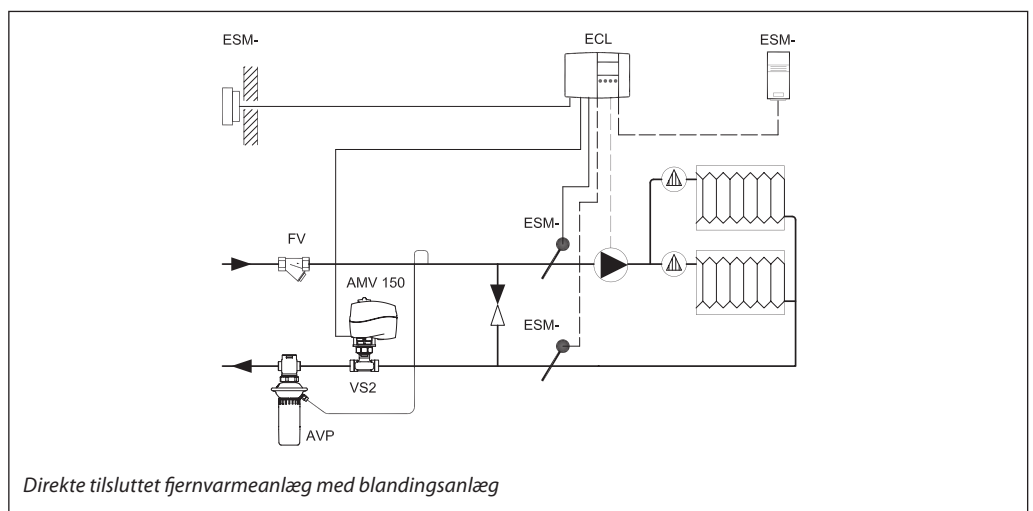 ESM-
ECL
ESM-
ESM-
FV
AMV 150
ESM-
VS2
AVP
Direkte tilsluttet fjernvarmeanlæg med blandingsanlæg